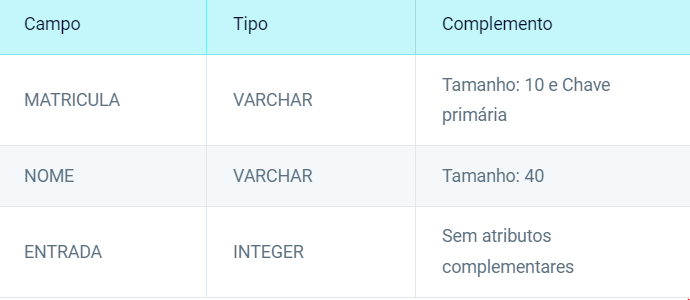 Campo Tipo Complemento
MATRICULA VARCHAR Tamanho: 10 e Chave
primária
NOME VARCHAR Tamanho: 40
ENTRADA INTEGER Sem atributos
complementares